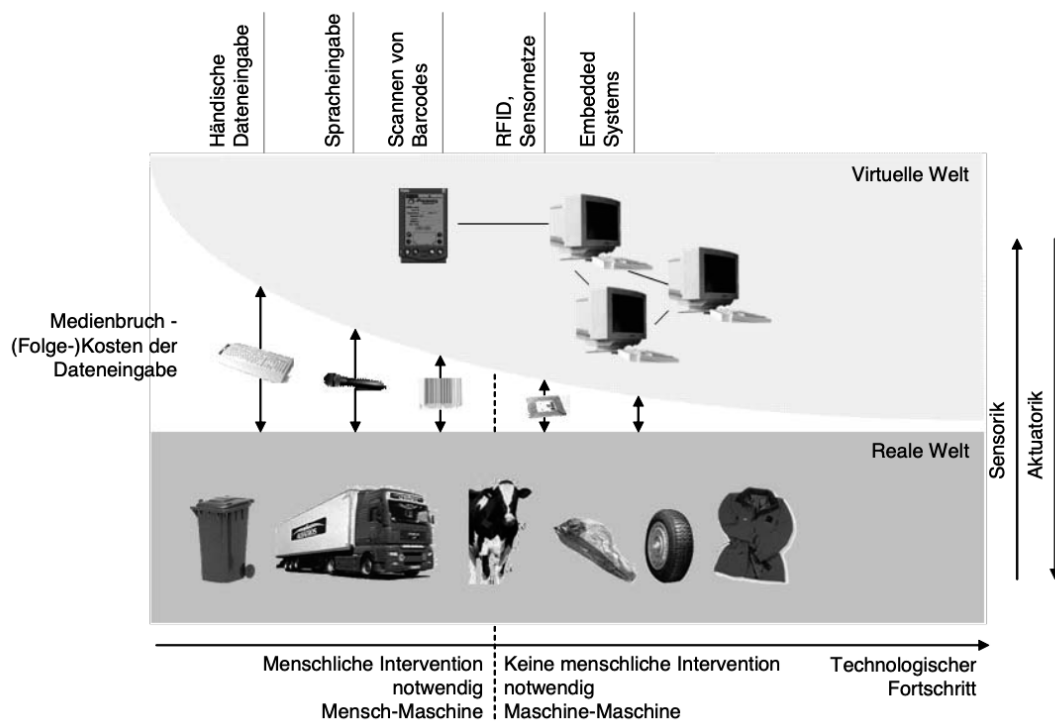 Händische
Dateneingabe
Spracheingabe
Scannen von
Barcodes
RFID,
Sensornetze
Embedded
Systems
Virtuelle Welt
Medienbruch -
(Folge-)Kosten der
Dateneingabe
Reale Welt
Sensorik
Aktuatorik
Menschliche Intervention
notwendig
Mensch-Maschine
Keine menschliche Intervention
notwendig
Maschine-Maschine
Technologischer
Fortschritt